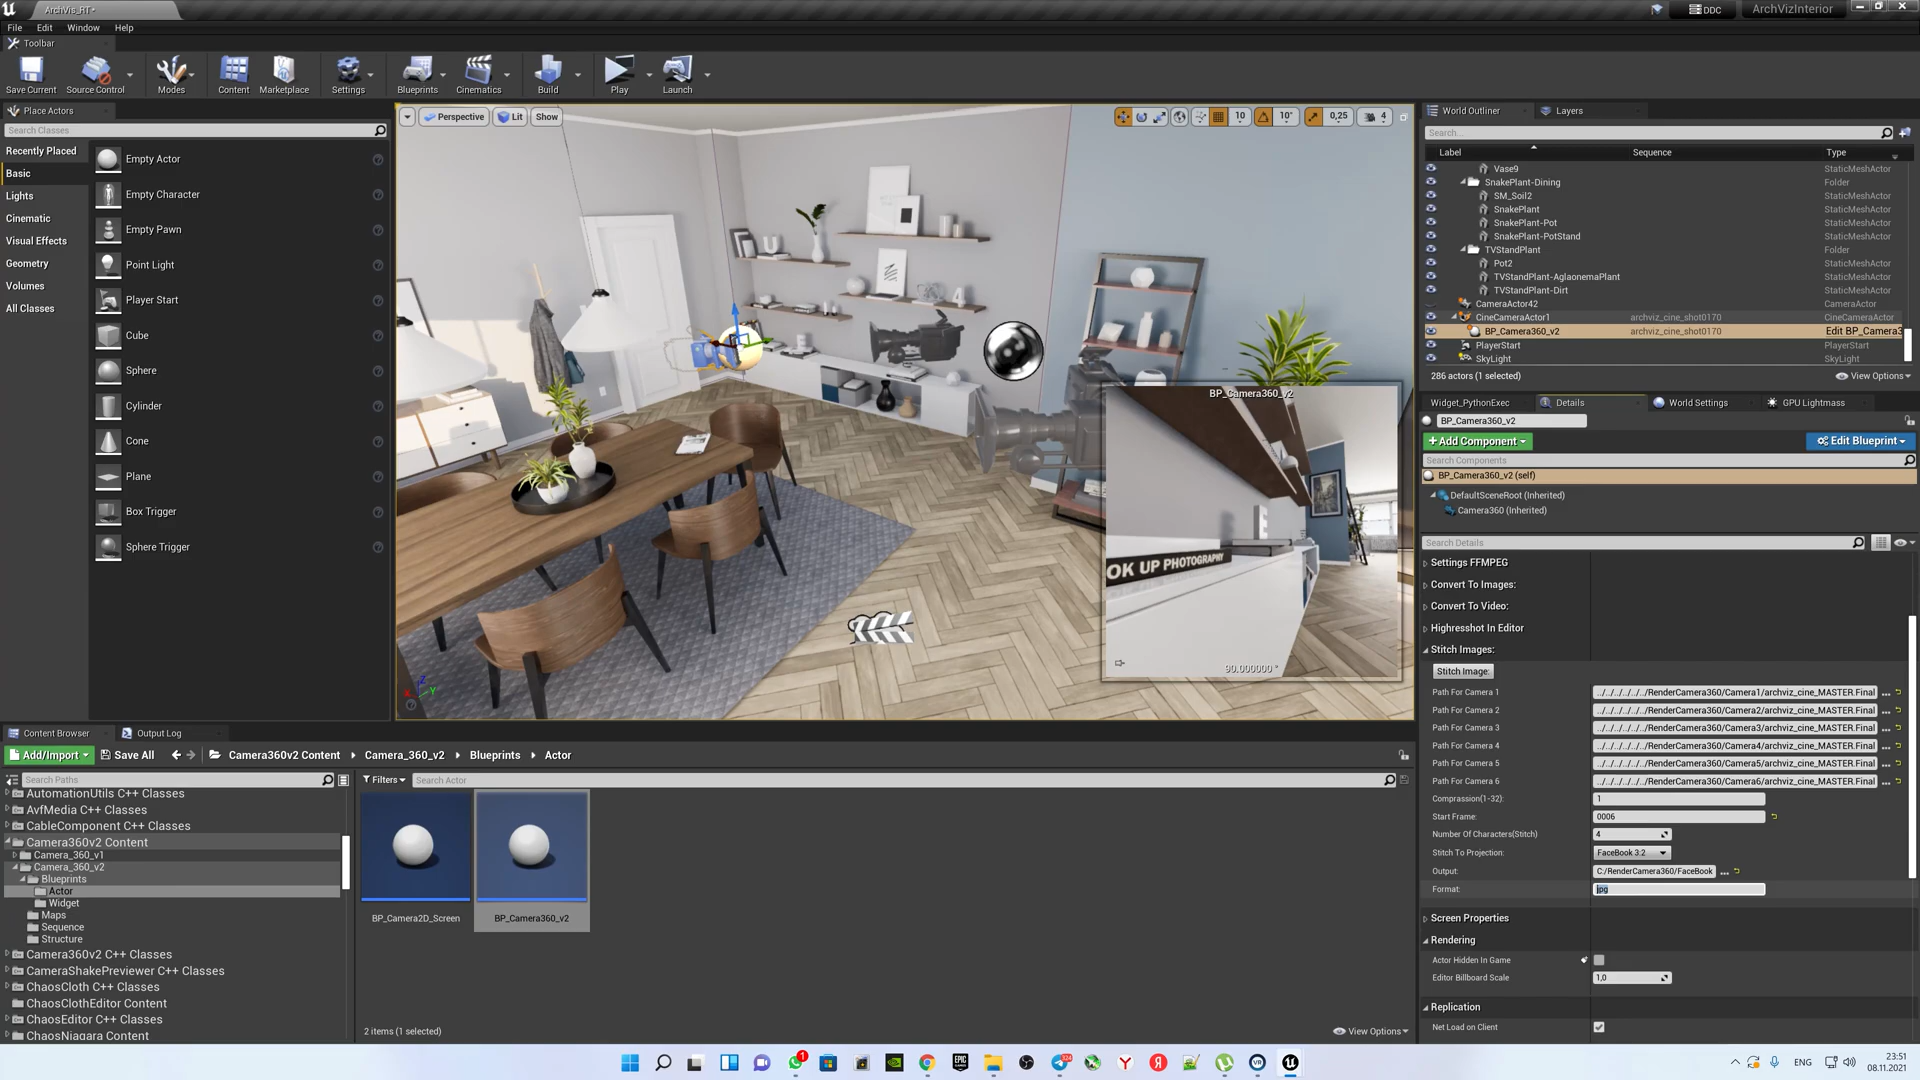 ArchVis_RT•
DDC
ArchVizInterior
File
Edit
Window
Help
Toolbar
Save Current
Source Control
Modes
Content
Marketplace
Settings
Blueprints
Cinematics
Build
Play
Launch
Place Actors
Search Classes
Recently Placed
Basic
Lights
Cinematic
Visual Effects
Geometry
Volumes
All Classes
Empty Actor
Empty Character
Empty Pawn
Point Light
Player Start
Cube
Sphere
Cylinder
Cone
Plane
Box Trigger
Sphere Trigger
Perspective
Lit
Show
10
10°
0,25
4
BP_Camera360_v2
OK UP PHOTOGRAPHY
90.000000 °
World Outliner
Layers
Search...
Label
Sequence
Type
Vase9
StaticMeshActor
SnakePlant-Dining
Folder
SM_Soil2
StaticMeshActor
SnakePlant
StaticMeshActor
SnakePlant-Pot
StaticMeshActor
SnakePlant-PotStand
StaticMeshActor
TVStandPlant
Folder
Pot2
StaticMeshActor
TVStandPlant-AglaonemaPlant
StaticMeshActor
TVStandPlant-Dirt
StaticMeshActor
CameraActor42
CameraActor
CineCameraActor1
archviz_cine_shot0170
CineCameraActor
BP_Camera360_v2
archviz_cine_shot0170
Edit BP_Camera3
PlayerStart
PlayerStart
SkyLight
SkyLight
286 actors (1 selected)
View Options
Widget_PythonExec
Details
World Settings
GPU Lightmass
BP_Camera360_v2
+Add Component
Edit Blueprint
Search Components
BP_Camera360_v2 (self)
DefaultSceneRoot (Inherited)
Camera360 (Inherited)
Search Details
Settings FFMPEG
Convert To Images:
Convert To Video:
Highresshot In Editor
Stitch Images:
Stitch Image:
Path For Camera 1
../../../../../../RenderCamera360/Camera1/archviz_cine_MASTER.Final
Path For Camera 2
../../../../../../RenderCamera360/Camera2/archviz_cine_MASTER.Final
Path For Camera 3
../../../../../../RenderCamera360/Camera3/archviz_cine_MASTER.Final
Path For Camera 4
../../../../../../RenderCamera360/Camera4/archviz_cine_MASTER.Final
Path For Camera 5
../../../../../../RenderCamera360/Camera5/archviz_cine_MASTER.Final
Path For Camera 6
../../../../../../RenderCamera360/Camera6/archviz_cine_MASTER.Final
Compression(1-32):
1
Start Frame:
0006
Number Of Characters(Stitch)
4
Stitch To Projection:
FaceBook 3:2
Output:
C:/RenderCamera360/FaceBook
Format:
jpg
Screen Properties
Rendering
Actor Hidden In Game
Editor Billboard Scale
1,0
Replication
Net Load on Client
Content Browser
Output Log
Add/Import
Save All
Camera360v2 Content
Camera_360_v2
Blueprints
Actor
Search Paths
Filters
Search Actor
AutomationUtils C++ Classes
AvfMedia C++ Classes
CableComponent C++ Classes
Camera360v2 Content
Camera_360_v1
Camera_360_v2
Blueprints
Actor
Widget
Maps
Sequence
Structure
Camera360v2 C++ Classes
CameraShakePreviewer C++ Classes
ChaosCloth C++ Classes
ChaosClothEditor Content
ChaosEditor C++ Classes
ChaosNiagara Content
BP_Camera2D_Screen
BP_Camera360_v2
2 items (1 selected)
View Options
ENG
23:51
08.11.2021